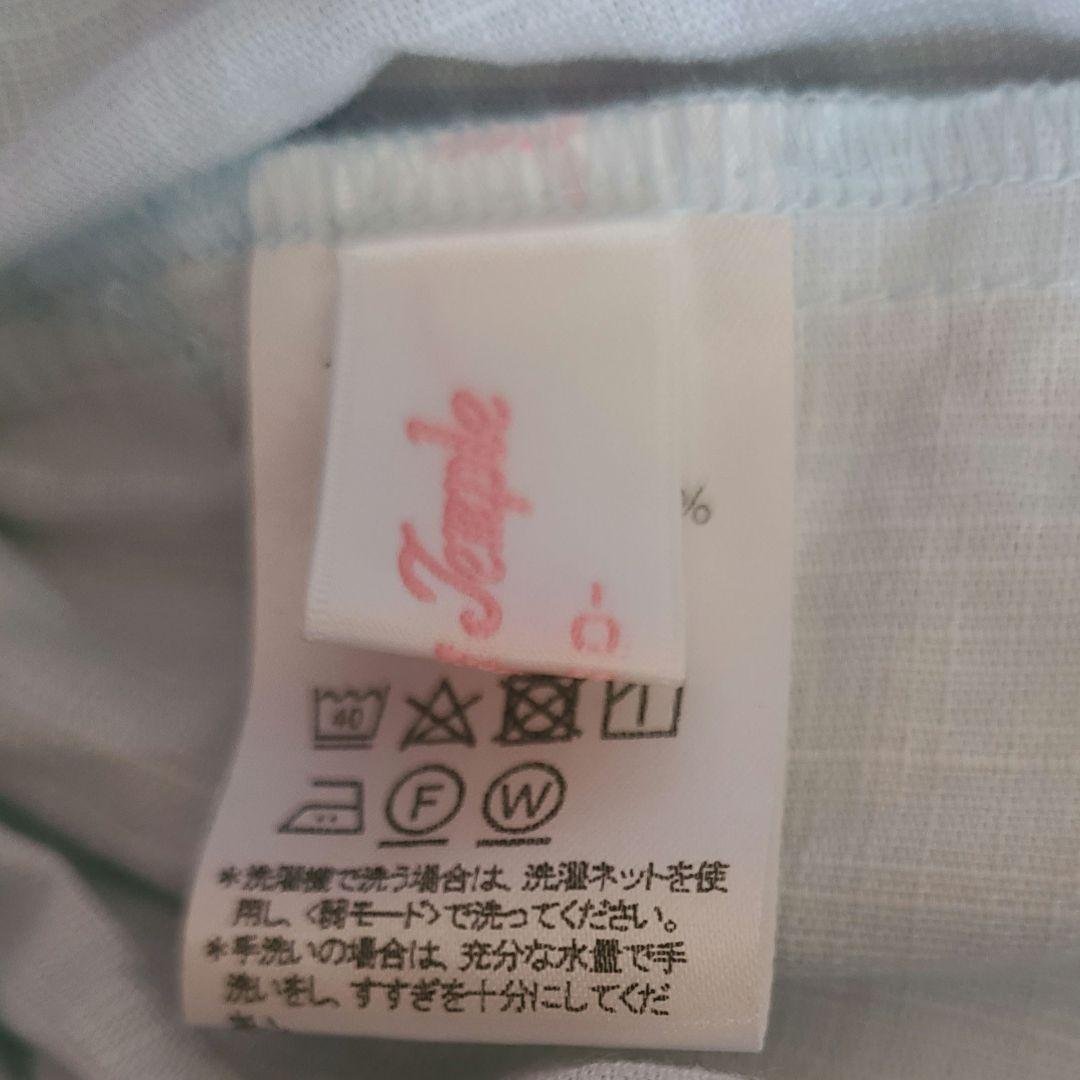 Temple
%
40
F W
*洗濯機で洗う場合は、洗濯ネットを使
用し、〈弱モード〉で洗ってください。
*手洗いの場合は、充分な水量で手
洗いをし、すすぎを十分にしてくだ